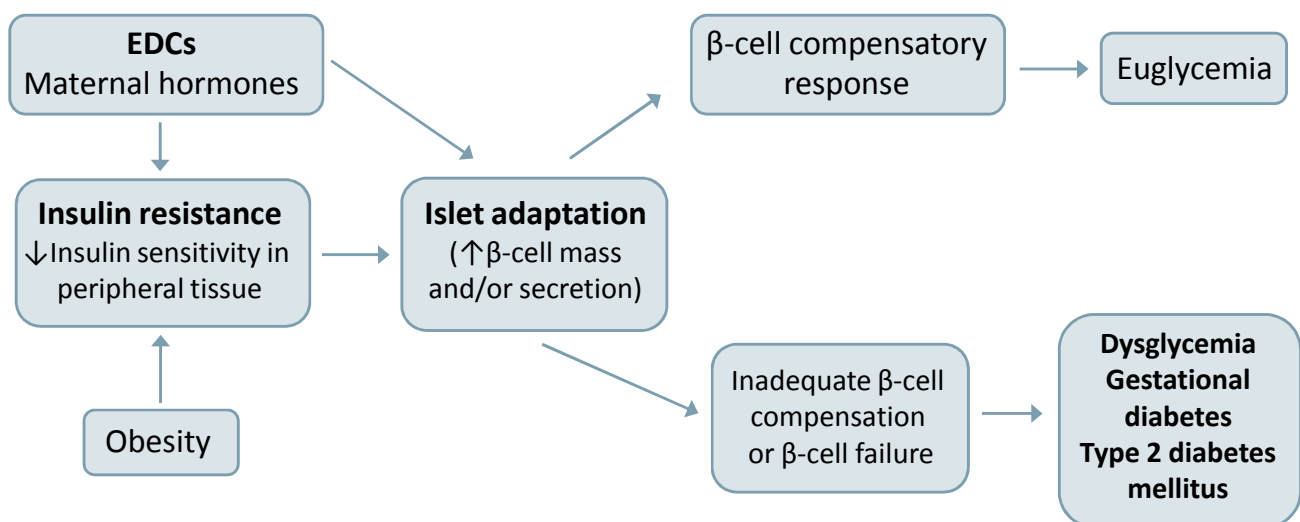 EDCs
Maternal hormones
Insulin resistance
↓Insulin sensitivity in
peripheral tissue
Obesity
Islet adaptation
(↑β-cell mass
and/or secretion)
β-cell compensatory
response
Euglycemia
Inadequate β-cell
compensation
or β-cell failure
Dysglycemia
Gestational
diabetes
Type 2 diabetes
mellitus